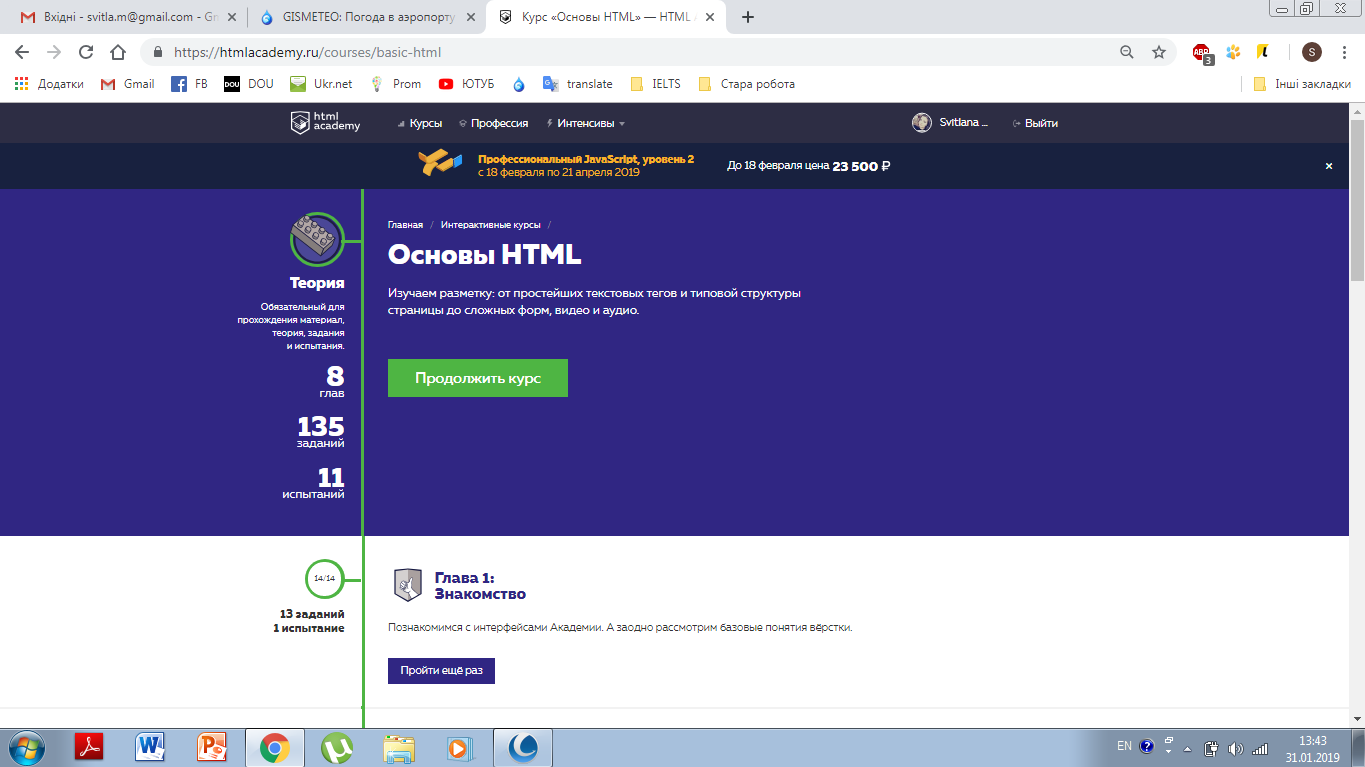 Вхідні - svitla.m@gmail.com - Gm
GISMETEO: Погода в аэропорту
Курс «Основы HTML» — HTML A
https://htmlacademy.ru/courses/basic-html
ABP
3
S
Додатки
Gmail
FB
DOU
DOU
Ukr.net
Prom
ЮТУБ
translate
IELTS
Стара робота
Інші закладки
html
academy
Курсы
Профессия
Интенсивы
Svitlana ...
Выйти
Профессиональный JavaScript, уровень 2
с 18 февраля по 21 апреля 2019
До 18 февраля цена 23 500 ₽
Главная / Интерактивные курсы /
Основы HTML
Изучаем разметку: от простейших текстовых тегов и типовой структуры
страницы до сложных форм, видео и аудио.
Продолжить курс
Теория
Обязательный для
прохождения материал,
теория, задания
и испытания.
8
глав
135
заданий
11
испытаний
14/14
13 заданий
1 испытание
Глава 1:
Знакомство
Познакомимся с интерфейсами Академии. А заодно рассмотрим базовые понятия вёрстки.
Пройти ещё раз
EN
13:43
31.01.2019